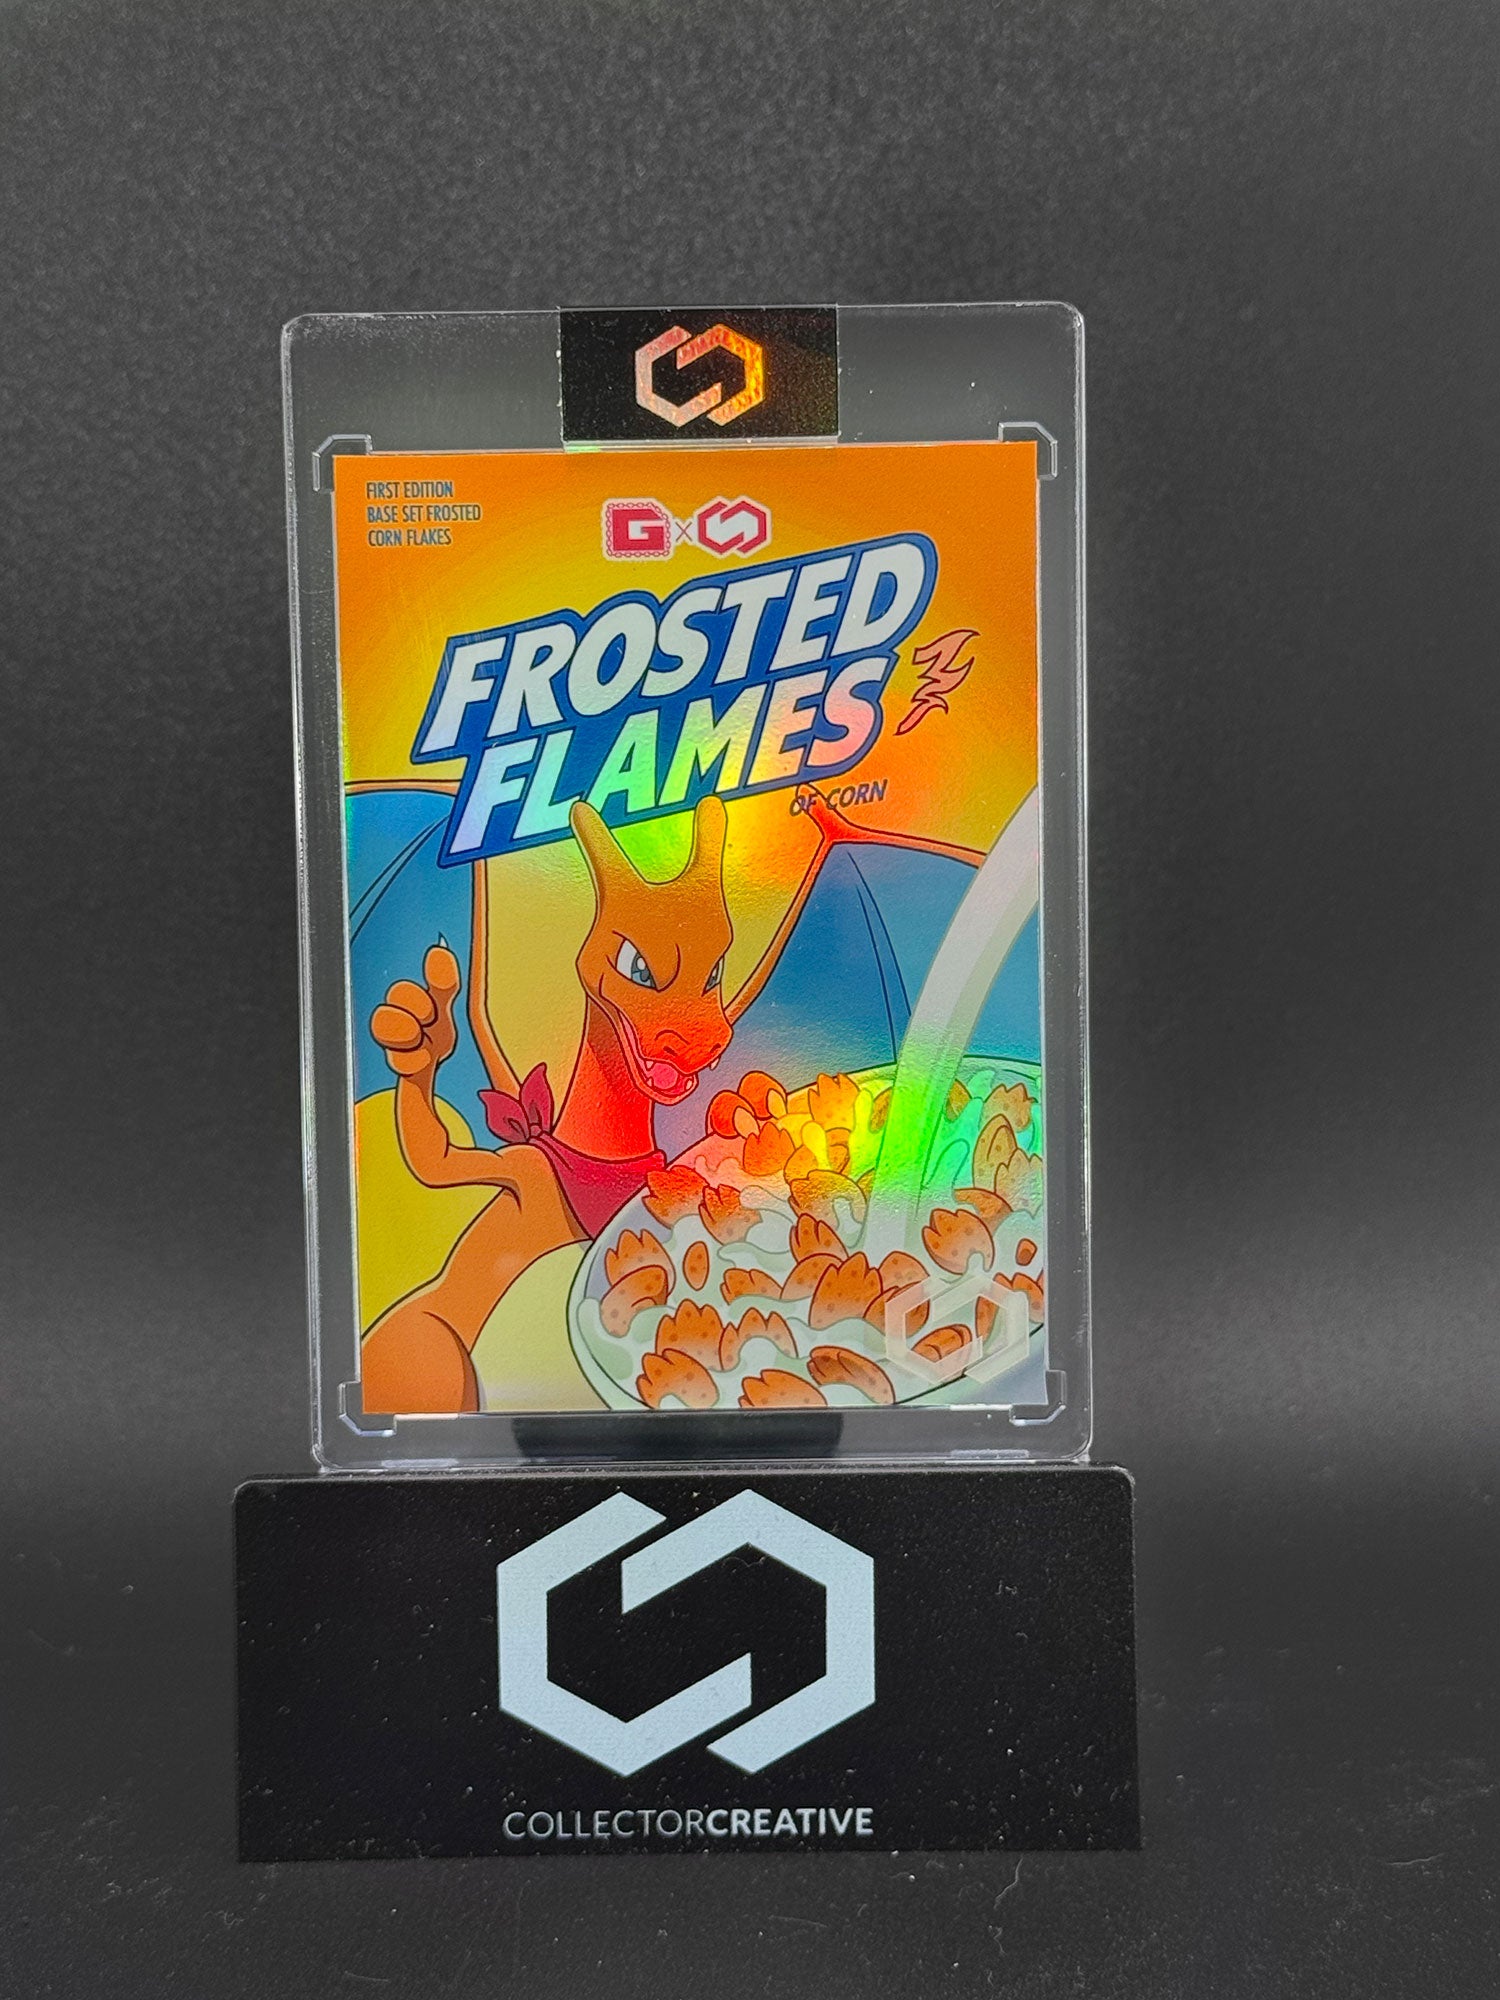 FIRST EDITION
BASE SET FROSTED
CORN FLAKES
G x
FROSTED
FLAMES
OF CORN
COLLECTORCREATIVE